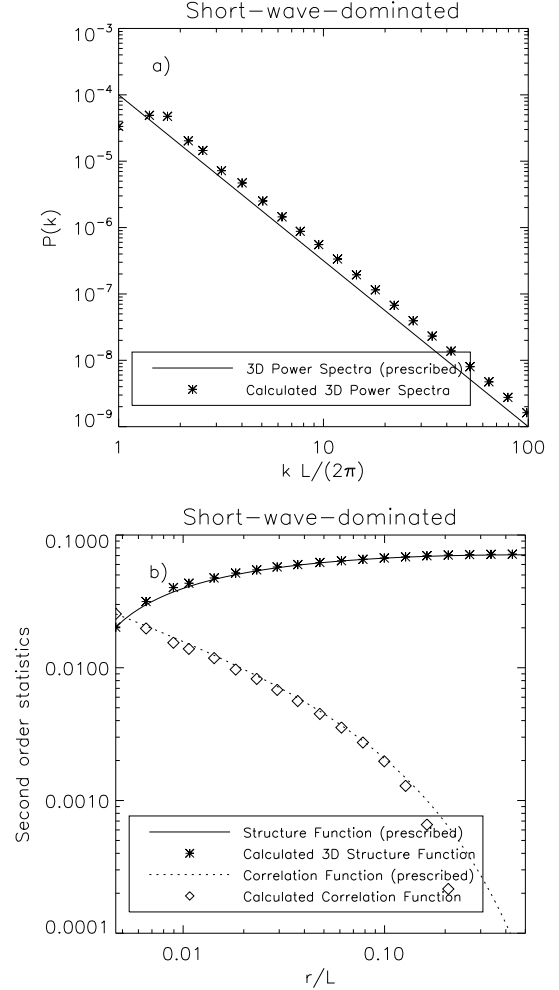 Short-wave-dominated
a)
10⁻³
10⁻⁴
10⁻⁵
10⁻⁶
10⁻⁷
10⁻⁸
10⁻⁹
P(k)
3D Power Spectra (prescribed)
Calculated 3D Power Spectra
1 10 100
k L/(2π)
Short-wave-dominated
b)
0.1000
0.0100
0.0010
0.0001
Second order statistics
Structure Function (prescribed)
Calculated 3D Structure Function
Correlation Function (prescribed)
Calculated Correlation Function
0.01 0.10
r/L